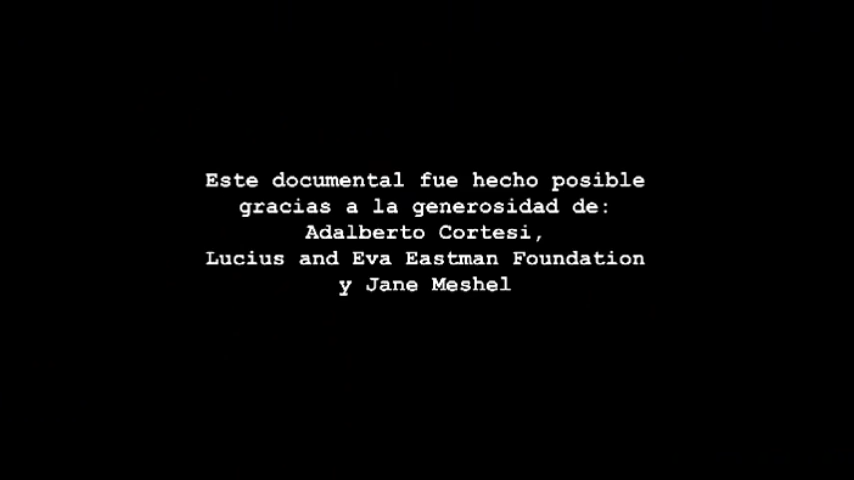 Este documental fue hecho posible
gracias a la generosidad de:
Adalberto Cortesi,
Lucius and Eva Eastman Foundation
y Jane Meshel